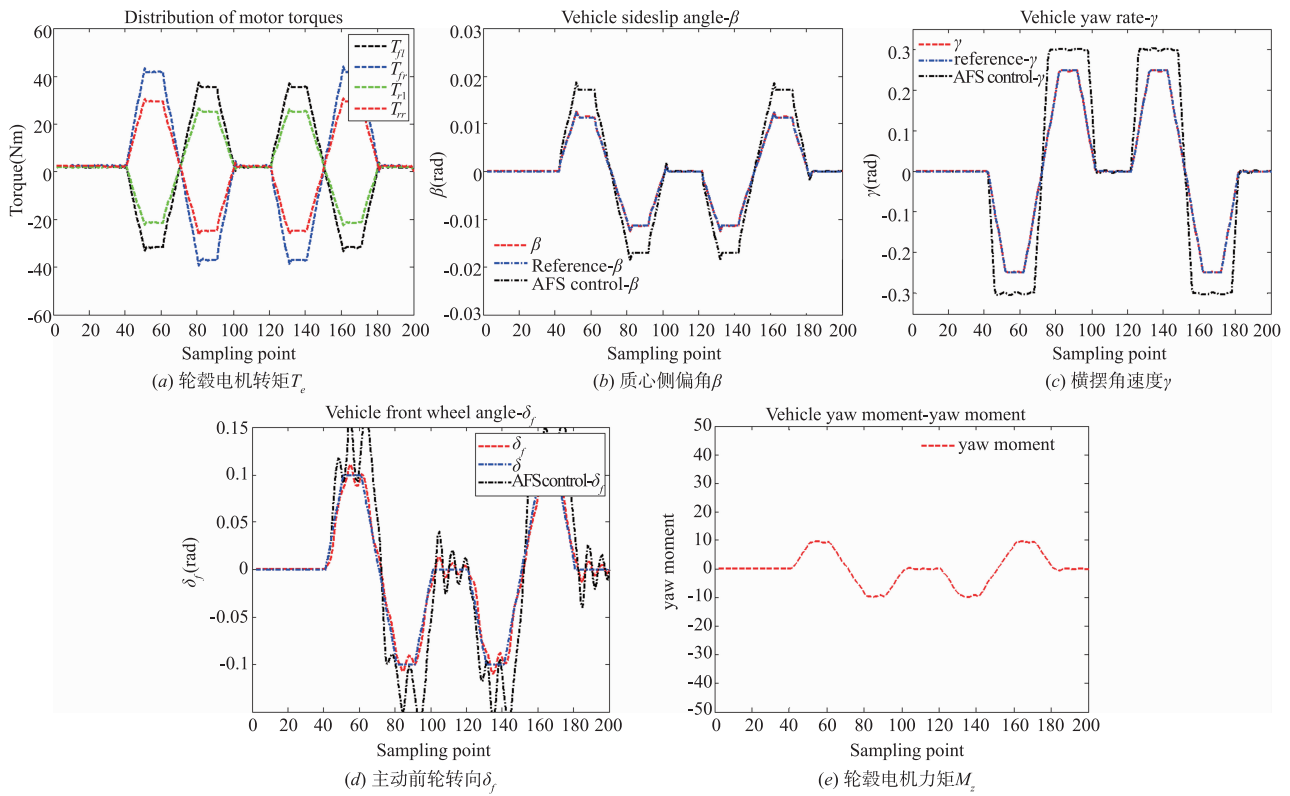 Distribution of motor torques
60
40
20
0
-20
-40
-60
Torque(Nm)
T_fl
T_fr
T_r1
T_rr
0 20 40 60 80 100 120 140 160 180 200
Sampling point
(a) 轮毂电机转矩T_e
Vehicle sideslip angle-β
0.03
0.02
0.01
0
-0.01
-0.02
-0.03
β(rad)
β
Reference-β
AFS control-β
0 20 40 60 80 100 120 140 160 180 200
Sampling point
(b) 质心侧偏角β
Vehicle yaw rate-γ
0.3
0.2
0.1
0
-0.1
-0.2
-0.3
γ(rad)
γ
reference-γ
AFS control-γ
0 20 40 60 80 100 120 140 160 180 200
Sampling point
(c) 横摆角速度γ
Vehicle front wheel angle-δ_f
0.15
0.1
0.05
0
-0.05
-0.1
δ_f(rad)
δ_f
δ
AFScontrol-δ_f
0 20 40 60 80 100 120 140 160 180 200
Sampling point
(d) 主动前轮转向δ_f
Vehicle yaw moment-yaw moment
50
40
30
20
10
0
-10
-20
-30
-40
-50
yaw moment
yaw moment
0 20 40 60 80 100 120 140 160 180 200
Sampling point
(e) 轮毂电机力矩M_z